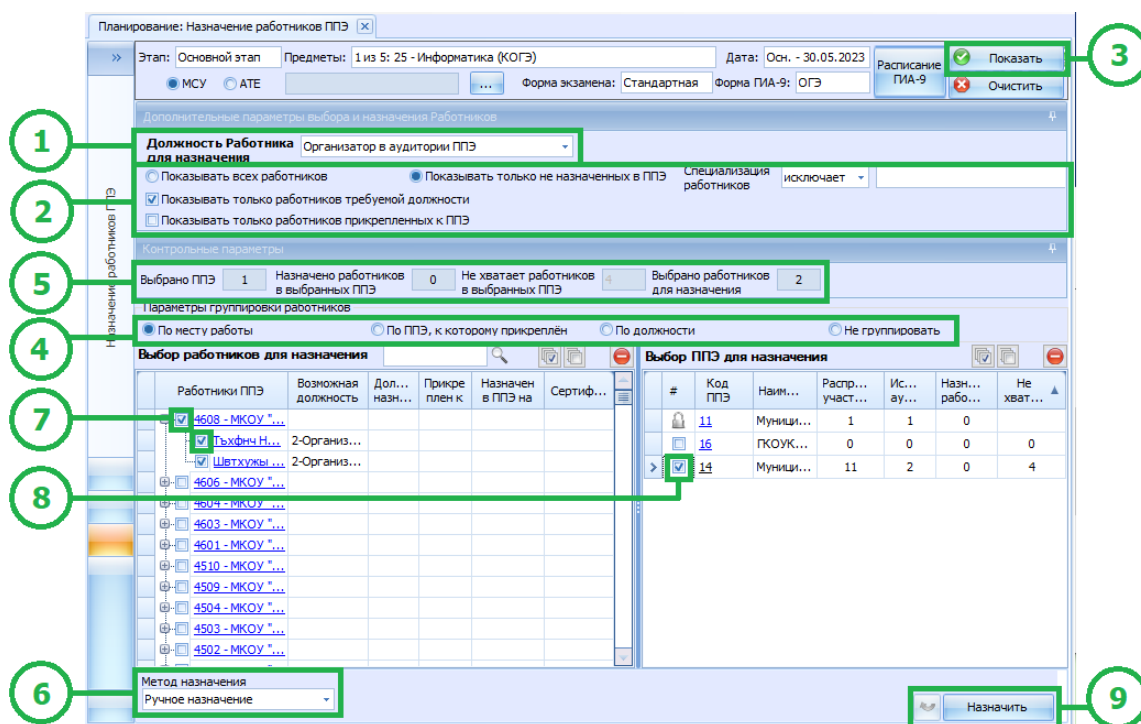 Планирование: Назначение работников ППЭ
Этап: Основной этап Предметы: 1 из 5: 25 - Информатика (КОГЭ) Дата: Осн. - 30.05.2023 Расписание ГИА-9 Показать
МСУ АТЕ ... Форма экзамена: Стандартная Форма ГИА-9: ОГЭ Очистить
3
Дополнительные параметры выбора и назначения Работников
1
Должность Работника для назначения Организатор в аудитории ППЭ
Показывать всех работников Показывать только не назначенных в ППЭ Специализация работников исключает
2
Показывать только работников требуемой должности
Показывать только работников прикрепленных к ППЭ
Назначение работников ППЭ
Контрольные параметры
5
Выбрано ППЭ 1 Назначено работников в выбранных ППЭ 0 Не хватает работников в выбранных ППЭ 4 Выбрано работников для назначения 2
Параметры группировки работников
4
По месту работы По ППЭ, к которому прикреплён По должности Не группировать
Выбор работников для назначения Выбор ППЭ для назначения
Работники ППЭ Возможная должность Дол... назн... Прикре плен к Назначен в ППЭ на Сертиф... # Код ППЭ Наим... Распр... участ... Ис... ау... Назн... рабо... Не хват...
7
4608 - МКОУ "... 11 Муници... 1 1 0
Тъхфнч Н... 2-Организ... 16 ГКОУК... 0 0 0 0
Швтхужы ... 2-Организ... 14 Муници... 11 2 0 4
8
4606 - МКОУ "...
4604 - МКОУ "...
4603 - МКОУ "...
4601 - МКОУ "...
4510 - МКОУ "...
4509 - МКОУ "...
4504 - МКОУ "...
4503 - МКОУ "...
4502 - МКОУ "...
6
Метод назначения
Ручное назначение
Назначить
9